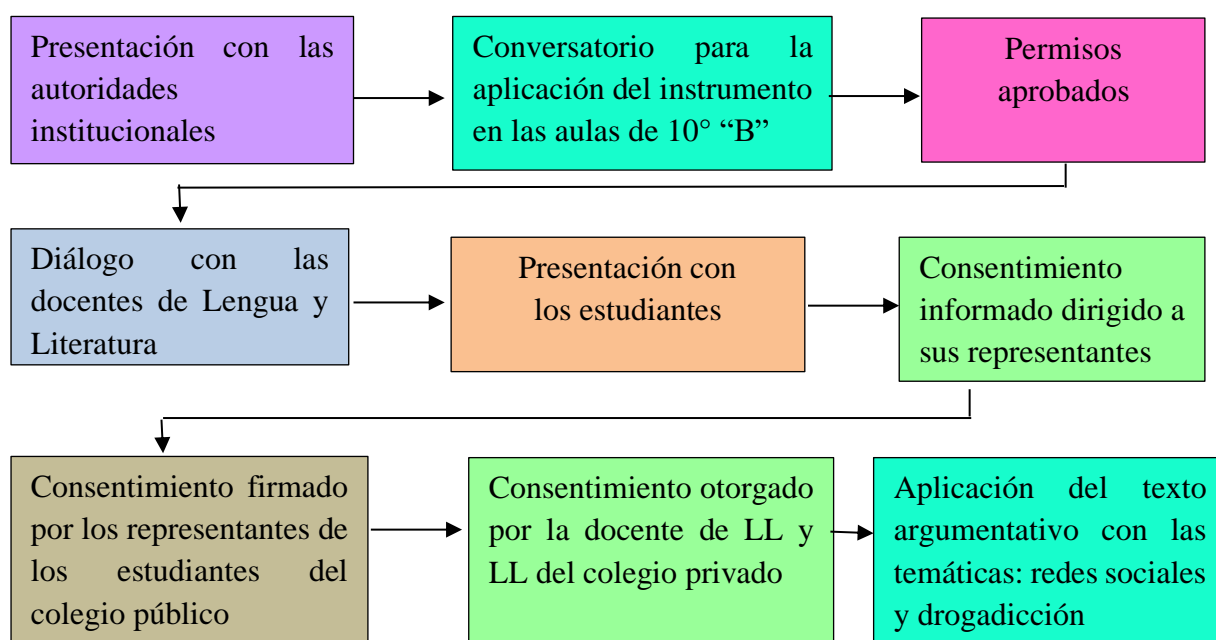 Presentación con las
autoridades
institucionales
Conversatorio para la
aplicación del instrumento
en las aulas de 10° “B”
Permisos
aprobados
Diálogo con las
docentes de Lengua y
Literatura
Presentación con
los estudiantes
Consentimiento
informado dirigido a
sus representantes
Consentimiento firmado
por los representantes de
los estudiantes del
colegio público
Consentimiento otorgado
por la docente de LL y
LL del colegio privado
Aplicación del texto
argumentativo con las
temáticas: redes sociales
y drogadicción